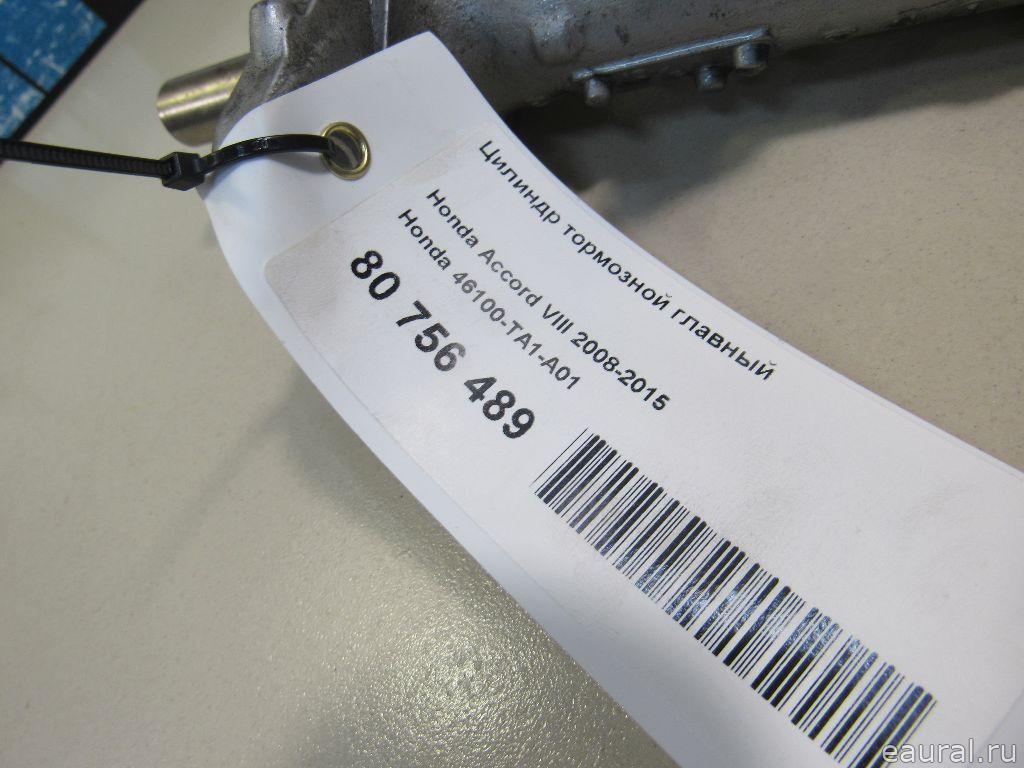 Цилиндр тормозной главный
Honda Accord VIII 2008-2015
Honda 46100-TA1-A01
80 756 489
eaural.ru